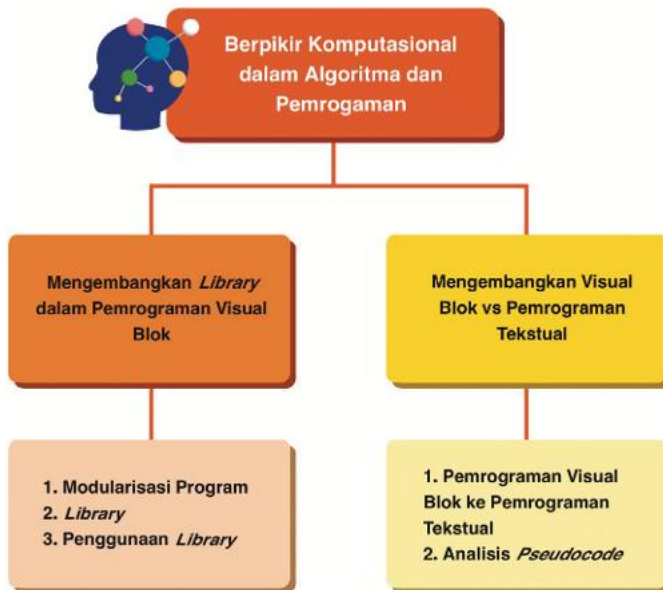 Berpikir Komputasional
dalam Algoritma dan
Pemrogaman
Mengembangkan Library
dalam Pemrograman Visual
Blok
Mengembangkan Visual
Blok vs Pemrograman
Tekstual
1. Modularisasi Program
2. Library
3. Penggunaan Library
1. Pemrograman Visual
Blok ke Pemrograman
Tekstual
2. Analisis Pseudocode